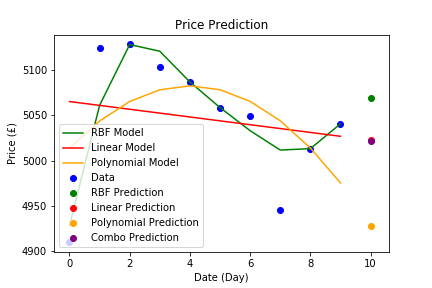 Price Prediction
Price (£)
5100
5050
5000
4950
4900
RBF Model
Linear Model
Polynomial Model
Data
RBF Prediction
Linear Prediction
Polynomial Prediction
Combo Prediction
0 2 4 6 8 10
Date (Day)